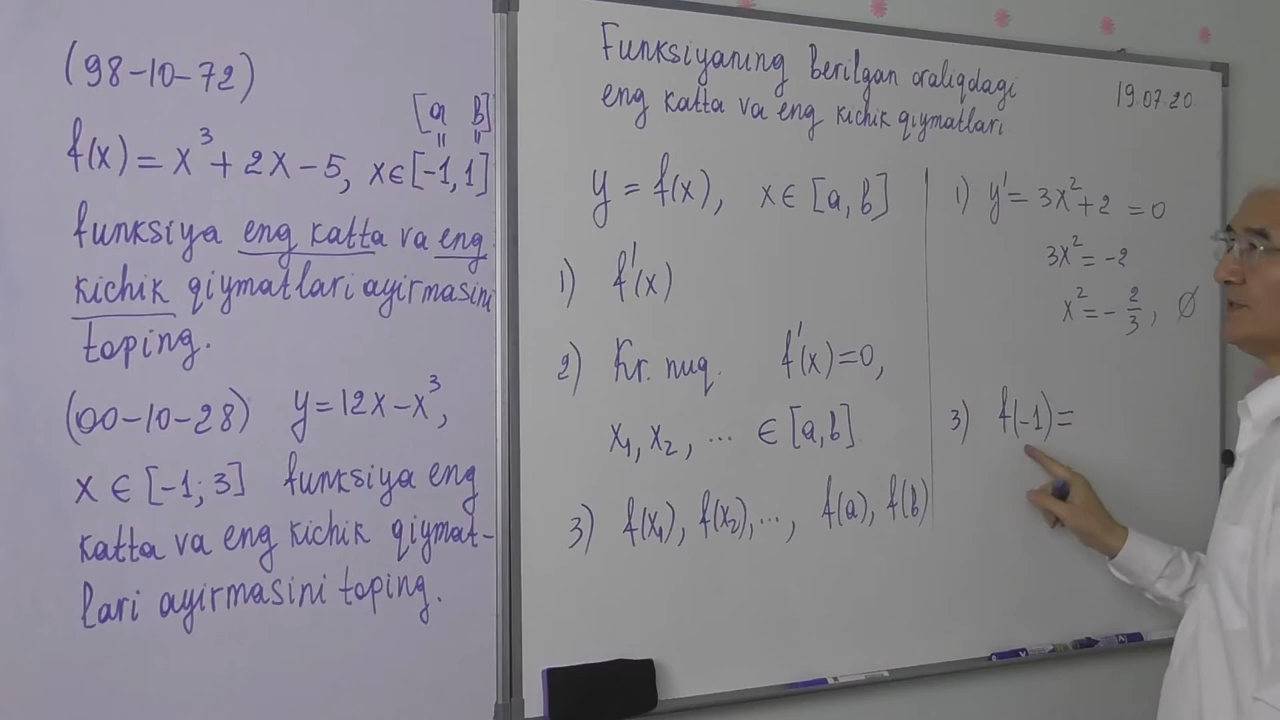 (98-10-72)
[a b]
" "
f(x) = x³ + 2x - 5, x ∈ [-1, 1]
funksiya eng katta va eng
kichik qiymatlari ayirmasini
toping.
(00-10-28) y = 12x - x³,
x ∈ [-1; 3] funksiya eng
katta va eng kichik qiymat-
lari ayirmasini toping.
Funksiyaning berilgan oraliqdagi
eng katta va eng kichik qiymatlari
19.07.20
y = f(x), x ∈ [a, b]
1) f'(x)
2) Kr. nuq. f'(x) = 0,
x₁, x₂, ... ∈ [a, b]
3) f(x₁), f(x₂), ..., f(a), f(b)
1) y' = 3x² + 2 = 0
3x² = -2
x² = - 2/3, ∅
3) f(-1) =